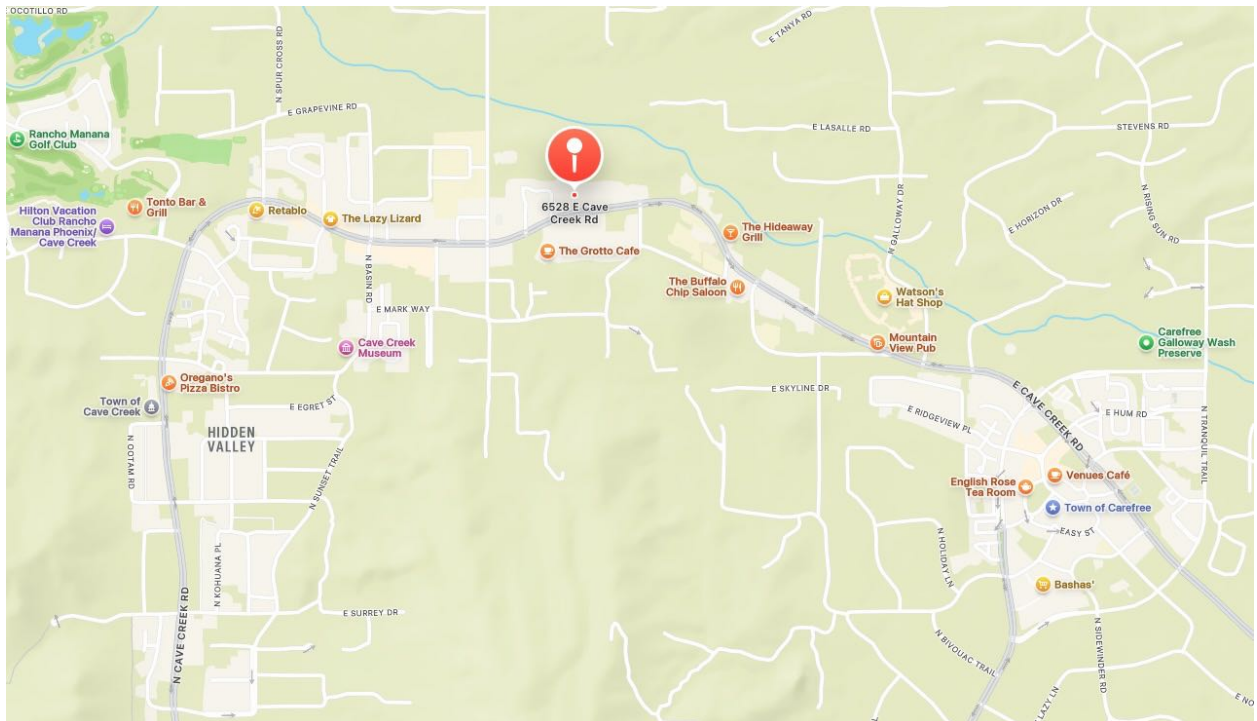 E OCOTILLO RD
E TANYA RD
N SPUR CROSS RD
E GRAPEVINE RD
Rancho Manana
Golf Club
E LASALLE RD
STEVENS RD
N GALLOWAY DR
N RISING SUN RD
E HORIZON DR
Tonto Bar &
Grill
Hilton Vacation
Club Rancho
Manana Phoenix/
Cave Creek
Retablo
The Lazy Lizard
6528 E Cave
Creek Rd
The Grotto Cafe
The Hideaway
Grill
The Buffalo
Chip Saloon
N BASIN RD
E MARK WAY
Watson's
Hat Shop
Mountain
View Pub
Carefree
Galloway Wash
Preserve
Cave Creek
Museum
Oregano's
Pizza Bistro
Town of
Cave Creek
E EGRET ST
HIDDEN
VALLEY
N OOTAM RD
N SUNSET TRAIL
E SKYLINE DR
E RIDGEVIEW PL
E CAVE CREEK RD
E HUM RD
N TRANQUIL TRAIL
English Rose
Tea Room
Venues Café
Town of Carefree
EASY ST
N HOLIDAY LN
Bashas'
N KOHUANA PL
E SURREY DR
N CAVE CREEK RD
N BIVOUAC TRAIL
N SIDEWINDER RD
LAZY LN
E NO